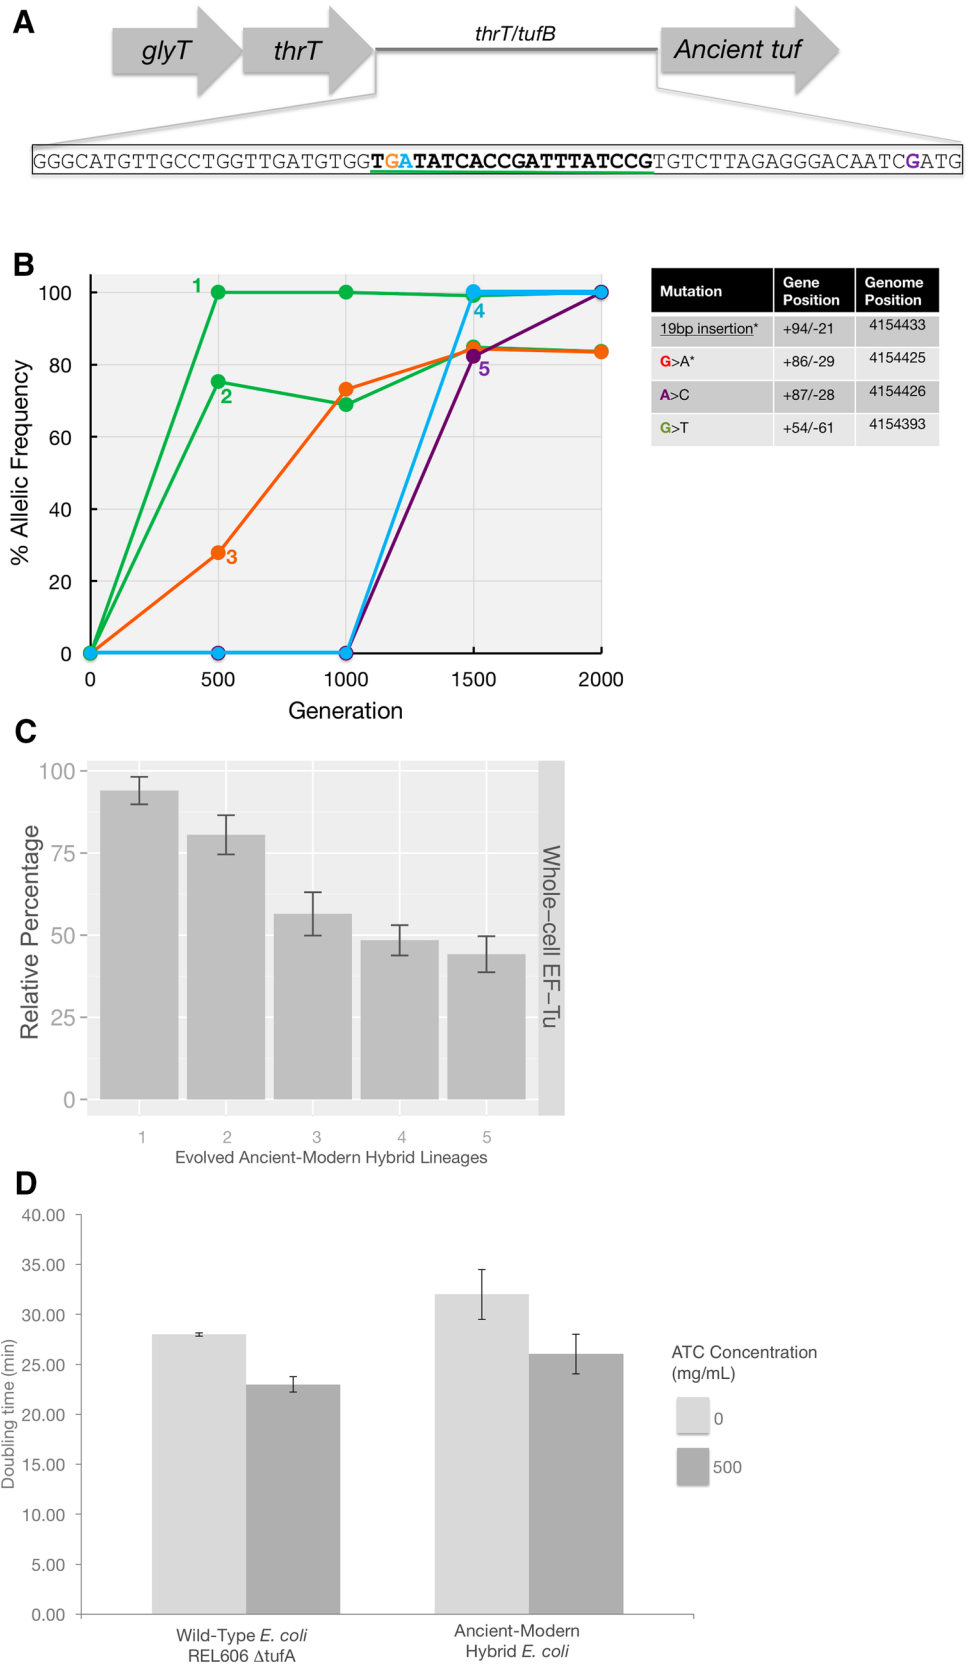 A
glyT
thrT
thrT/tufB
Ancient tuf
GGGCATGTTGCCTGGTTGATGTGGTGATATCACCGATTTATCCGTGTCTTAGAGGGACAATCGATG
B
% Allelic Frequency
100
80
60
40
20
0
1
2
3
4
5
0 500 1000 1500 2000
Generation
Mutation Gene Position Genome Position
19bp insertion* +94/-21 4154433
G>A* +86/-29 4154425
A>C +87/-28 4154426
G>T +54/-61 4154393
C
Relative Percentage
100
75
50
25
0
Whole-cell EF-Tu
1 2 3 4 5
Evolved Ancient-Modern Hybrid Lineages
D
Doubling time (min)
40.00
35.00
30.00
25.00
20.00
15.00
10.00
5.00
0.00
Wild-Type E. coli
REL606 ΔtufA
Ancient-Modern
Hybrid E. coli
ATC Concentration
(mg/mL)
0
500